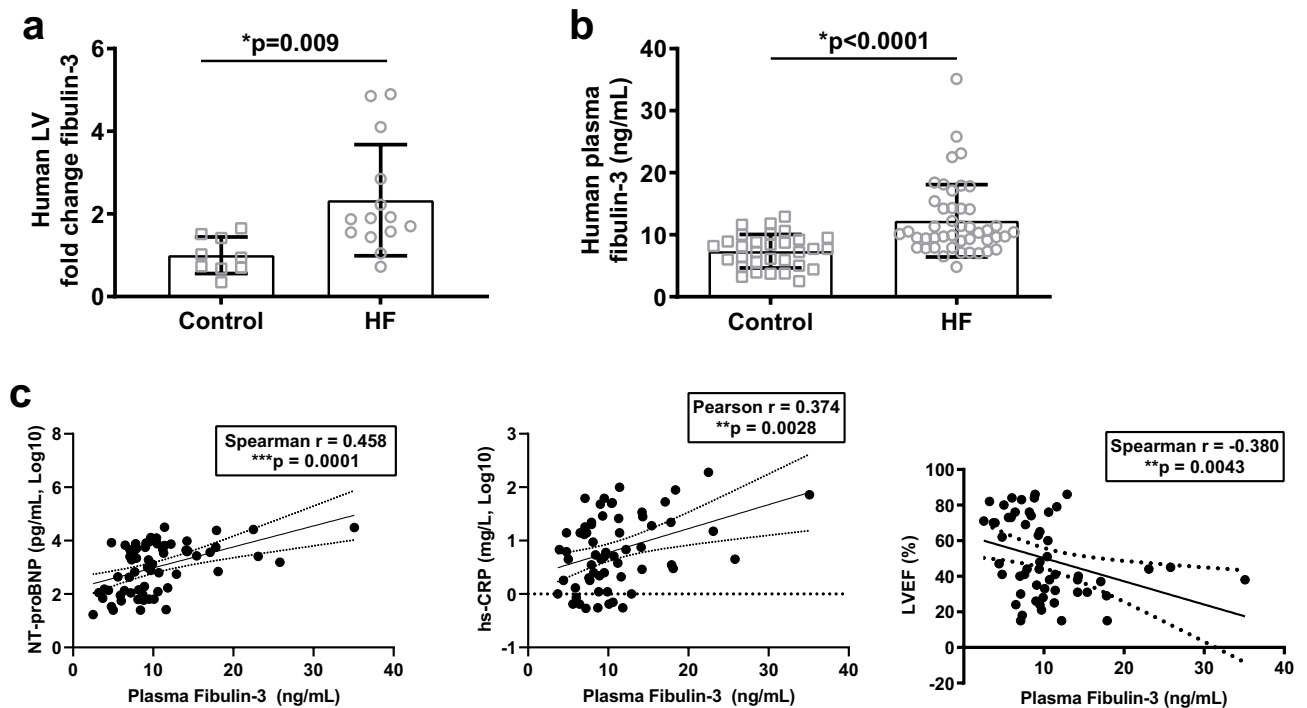 a
*p=0.009
Human LV
fold change fibulin-3
6
4
2
0
Control
HF
b
*p<0.0001
Human plasma
fibulin-3 (ng/mL)
40
30
20
10
0
Control
HF
c
Spearman r = 0.458
***p = 0.0001
NT-proBNP (pg/mL, Log10)
8
6
4
2
0
0
10
20
30
40
Plasma Fibulin-3 (ng/mL)
Pearson r = 0.374
**p = 0.0028
hs-CRP (mg/L, Log10)
3
2
1
0
-1
0
10
20
30
40
Plasma Fibulin-3 (ng/mL)
Spearman r = -0.380
**p = 0.0043
LVEF (%)
100
80
60
40
20
0
-20
10
20
30
40
Plasma Fibulin-3 (ng/mL)